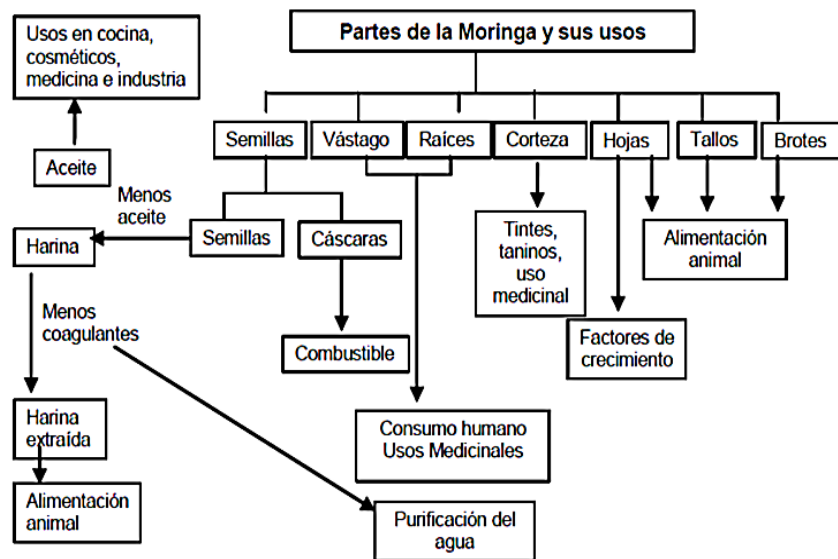 Partes de la Moringa y sus usos
Usos en cocina,
cosméticos,
medicina e industria
Semillas
Vástago
Raíces
Corteza
Hojas
Tallos
Brotes
Aceite
Menos
aceite
Harina
Semillas
Cáscaras
Tintes,
taninos,
uso
medicinal
Alimentación
animal
Menos
coagulantes
Combustible
Factores de
crecimiento
Harina
extraída
Consumo humano
Usos Medicinales
Alimentación
animal
Purificación del
agua